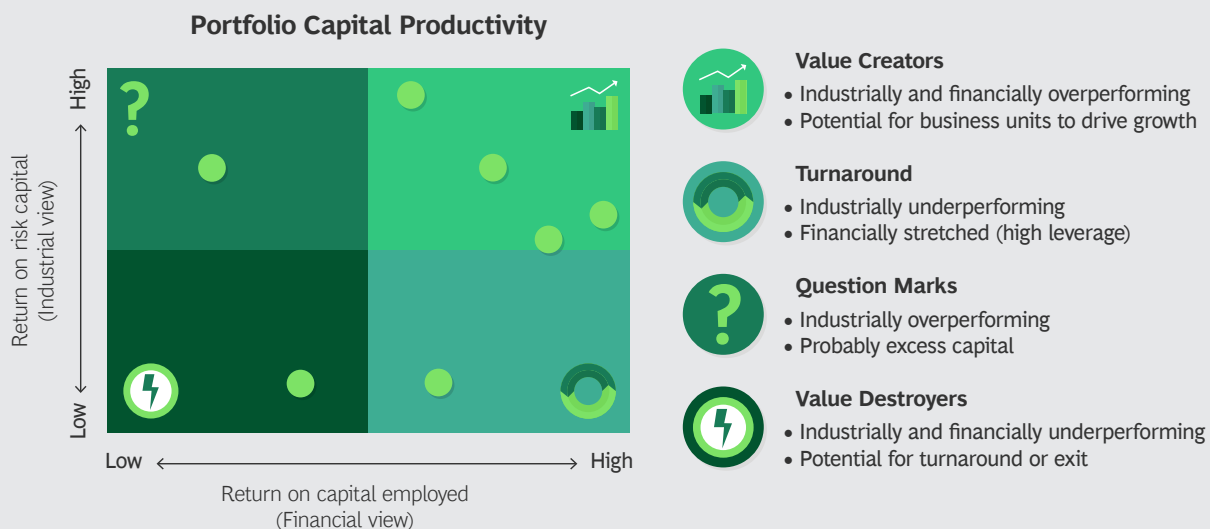 Portfolio Capital Productivity
High
Return on risk capital
(Industrial view)
Low
?
Low
High
Return on capital employed
(Financial view)
Value Creators
• Industrially and financially overperforming
• Potential for business units to drive growth
Turnaround
• Industrially underperforming
• Financially stretched (high leverage)
?
Question Marks
• Industrially overperforming
• Probably excess capital
Value Destroyers
• Industrially and financially underperforming
• Potential for turnaround or exit